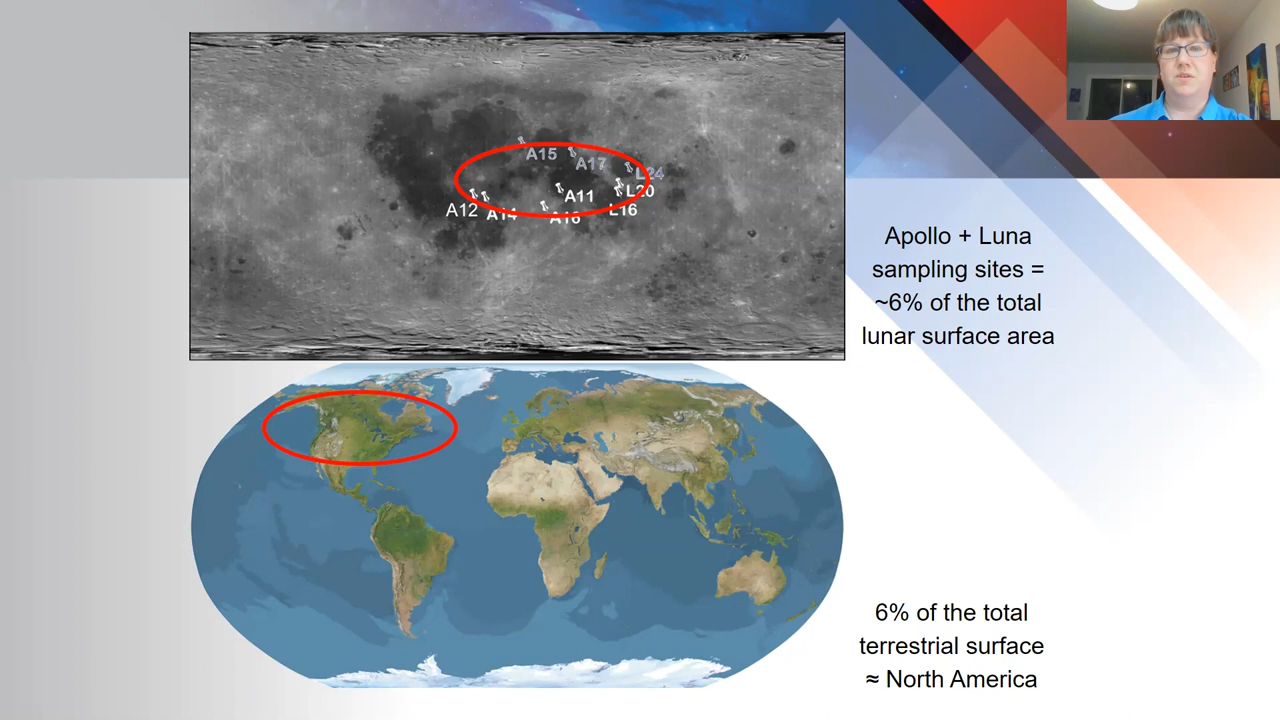 A15
A17
L24
A11
L20
A12
A14
A16
L16
Apollo + Luna
sampling sites =
~6% of the total
lunar surface area
6% of the total
terrestrial surface
≈ North America